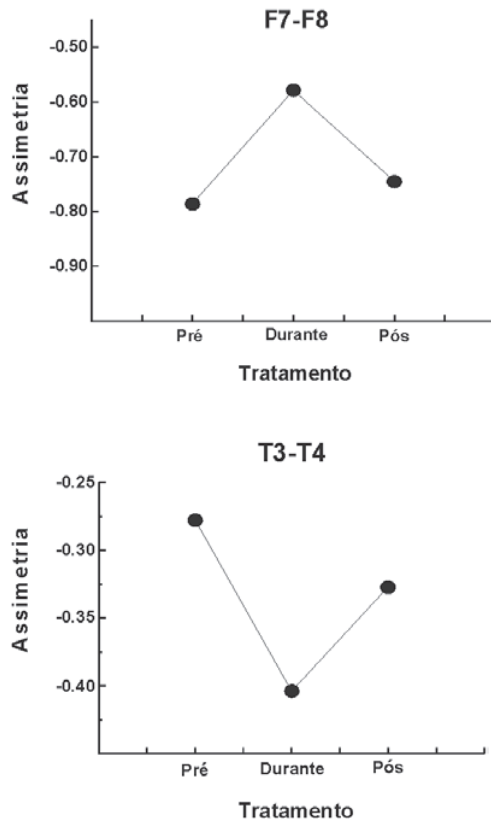 F7-F8
Assimetria
-0.50
-0.60
-0.70
-0.80
-0.90
Pré Durante Pós
Tratamento
T3-T4
Assimetria
-0.25
-0.30
-0.35
-0.40
Pré Durante Pós
Tratamento